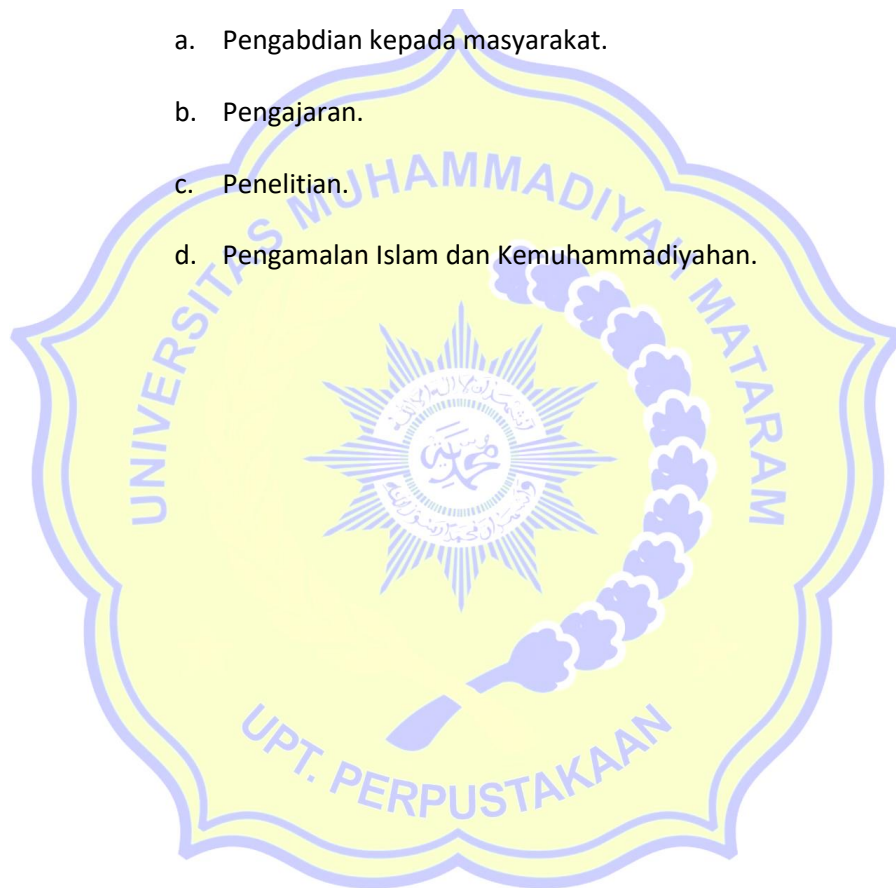 a. Pengabdian kepada masyarakat.
b. Pengajaran.
c. Penelitian.
d. Pengamalan Islam dan Kemuhammadiyahan.
UNIVERSITAS MUHAMMADIYAH MATARAM
UPT. PERPUSTAKAAN